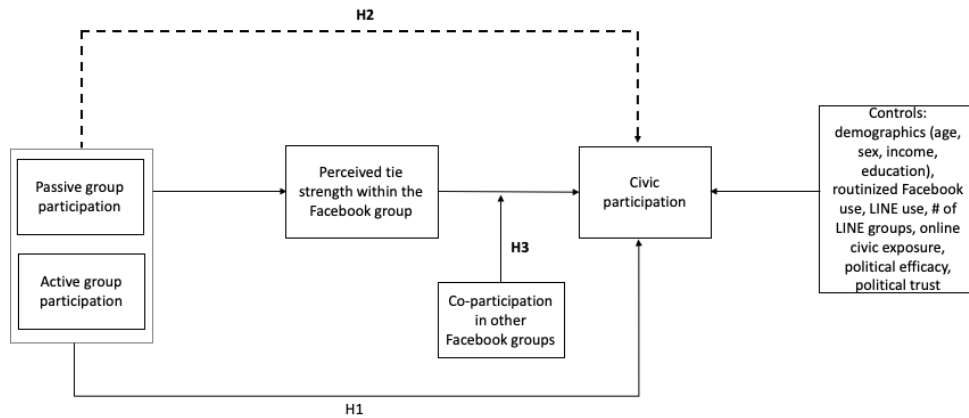 H2
Passive group
participation
Active group
participation
Perceived tie
strength within the
Facebook group
H3
Co-participation
in other
Facebook groups
Civic
participation
Controls:
demographics (age,
sex, income,
education),
routinized Facebook
use, LINE use, # of
LINE groups, online
civic exposure,
political efficacy,
political trust
H1